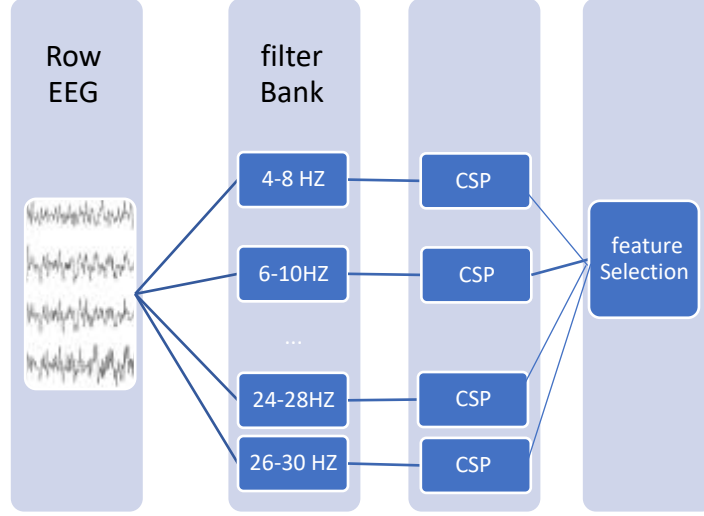 Row
EEG
filter
Bank
4-8 HZ
CSP
6-10HZ
CSP
...
24-28HZ
CSP
26-30 HZ
CSP
feature
Selection